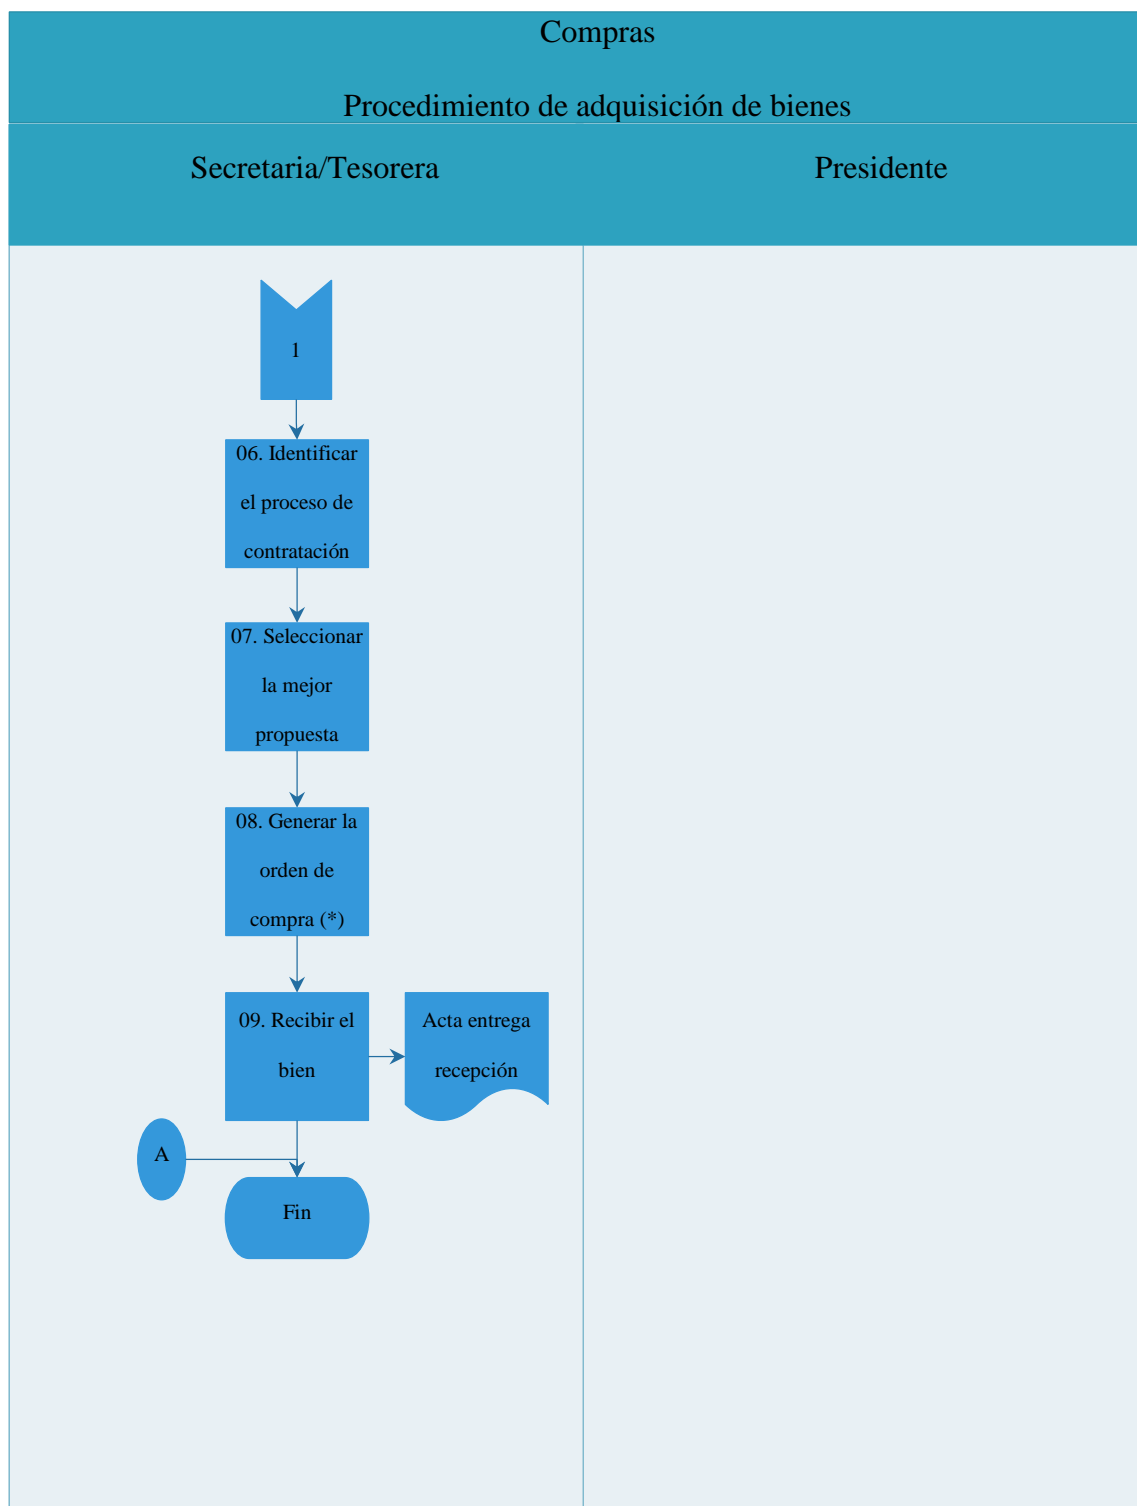 Compras
Procedimiento de adquisición de bienes
Secretaria/Tesorera
Presidente
1
06. Identificar
el proceso de
contratación
07. Seleccionar
la mejor
propuesta
08. Generar la
orden de
compra (*)
09. Recibir el
bien
Acta entrega
recepción
A
Fin